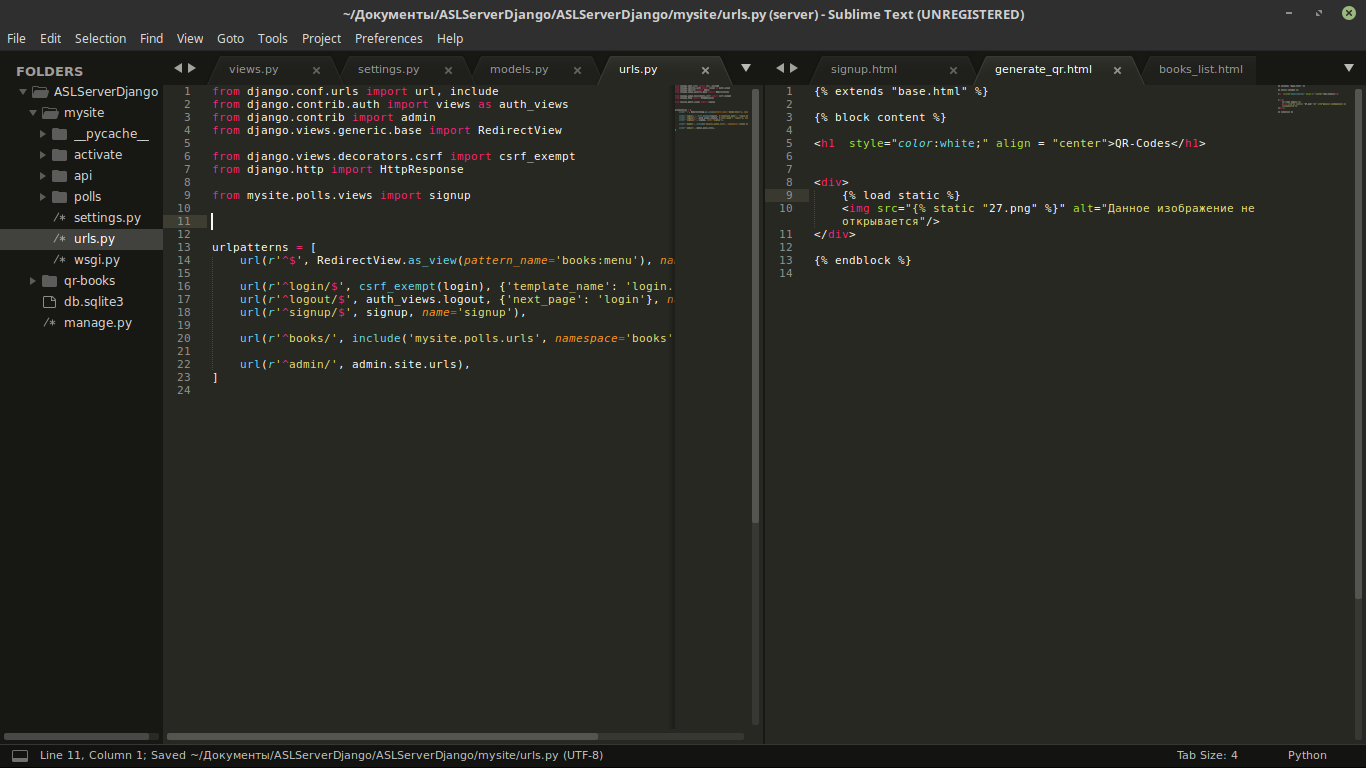 ~/Документы/ASLServerDjango/ASLServerDjango/mysite/urls.py (server) - Sublime Text (UNREGISTERED)
File Edit Selection Find View Goto Tools Project Preferences Help
FOLDERS
ASLServerDjango
mysite
__pycache__
activate
api
polls
settings.py
urls.py
wsgi.py
qr-books
db.sqlite3
manage.py
views.py settings.py models.py urls.py
1 from django.conf.urls import url, include
2 from django.contrib.auth import views as auth_views
3 from django.contrib import admin
4 from django.views.generic.base import RedirectView
5
6 from django.views.decorators.csrf import csrf_exempt
7 from django.http import HttpResponse
8
9 from mysite.polls.views import signup
10
11
12
13 urlpatterns = [
14 url(r'^$', RedirectView.as_view(pattern_name='books:menu'), na
15
16 url(r'^login/$', csrf_exempt(login), {'template_name': 'login.
17 url(r'^logout/$', auth_views.logout, {'next_page': 'login'}, n
18 url(r'^signup/$', signup, name='signup'),
19
20 url(r'^books/', include('mysite.polls.urls', namespace='books'
21
22 url(r'^admin/', admin.site.urls),
23 ]
24
signup.html generate_qr.html books_list.html
1 {% extends "base.html" %}
2
3 {% block content %}
4
5 <h1  style="color:white;" align = "center">QR-Codes</h1>
6
7
8 <div>
9 {% load static %}
10 <img src="{% static "27.png" %}" alt="Данное изображение не
открывается"/>
11 </div>
12
13 {% endblock %}
14
Line 11, Column 1; Saved ~/Документы/ASLServerDjango/ASLServerDjango/mysite/urls.py (UTF-8)
Tab Size: 4
Python